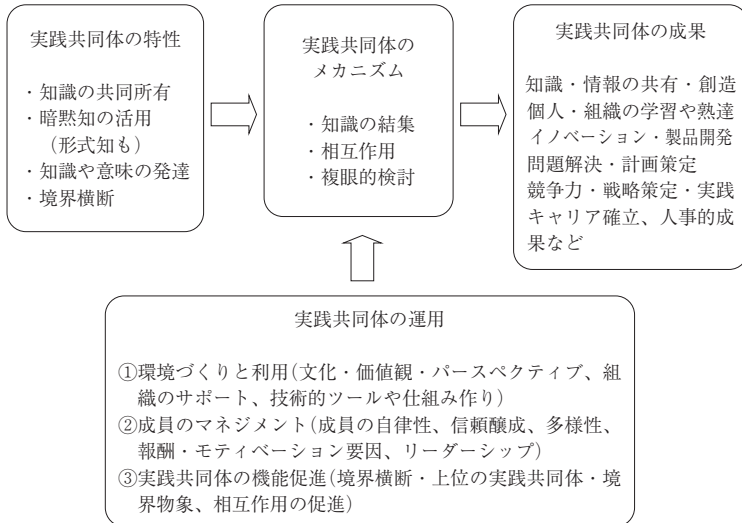 実践共同体の特性
・知識の共同所有
・暗黙知の活用
(形式知も)
・知識や意味の発達
・境界横断
実践共同体の
メカニズム
・知識の結集
・相互作用
・複眼的検討
実践共同体の成果
知識・情報の共有・創造
個人・組織の学習や熟達
イノベーション・製品開発
問題解決・計画策定
競争力・戦略策定・実践
キャリア確立、人事的成
果など
実践共同体の運用
①環境づくりと利用(文化・価値観・パースペクティブ、組
織のサポート、技術的ツールや仕組み作り)
②成員のマネジメント(成員の自律性、信頼醸成、多様性、
報酬・モティベーション要因、リーダーシップ)
③実践共同体の機能促進(境界横断・上位の実践共同体・境
界物象、相互作用の促進)